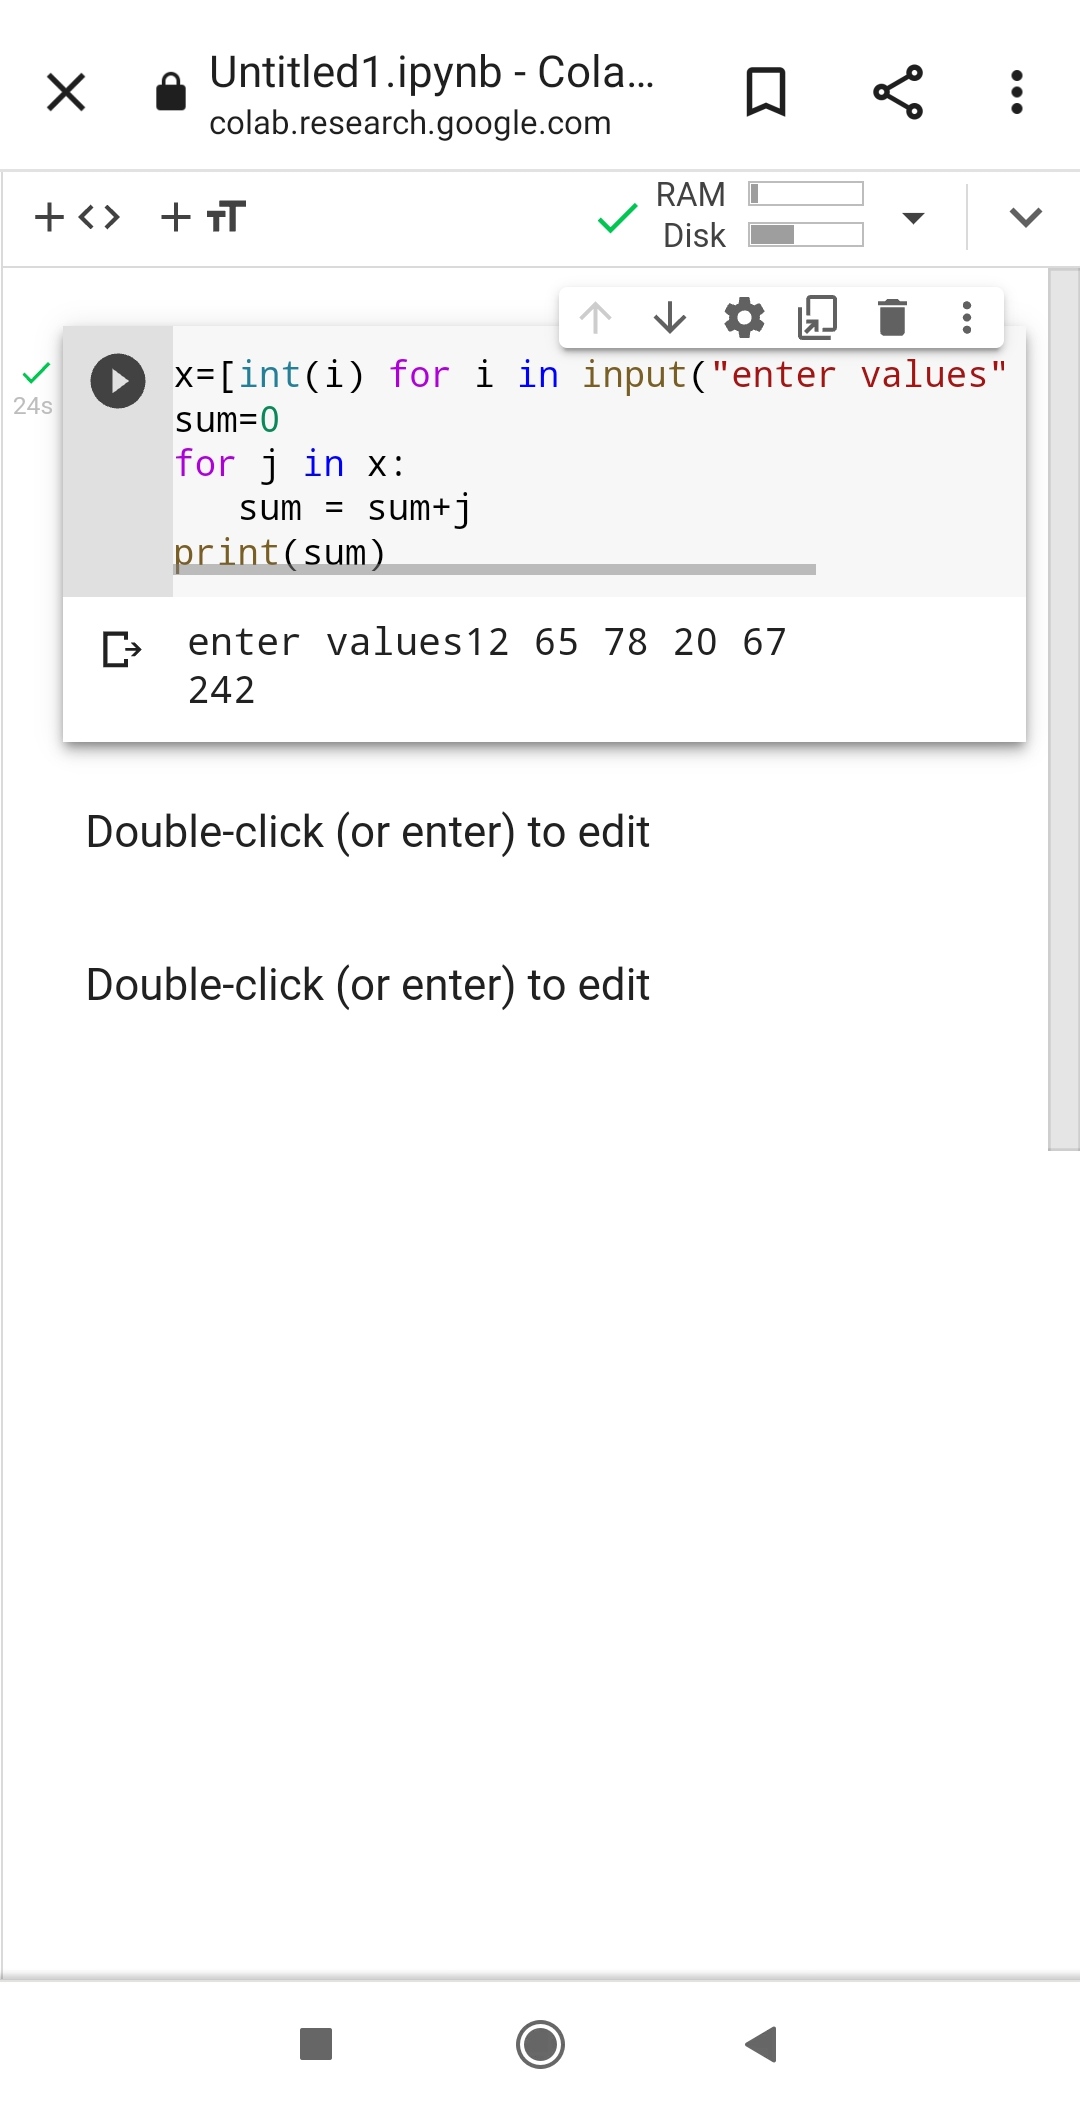 Untitled1.ipynb - Cola...
colab.research.google.com
RAM
Disk
24s
x=[int(i) for i in input("enter values"
sum=0
for j in x:
   sum = sum+j
print(sum)
enter values12 65 78 20 67
242
Double-click (or enter) to edit
Double-click (or enter) to edit